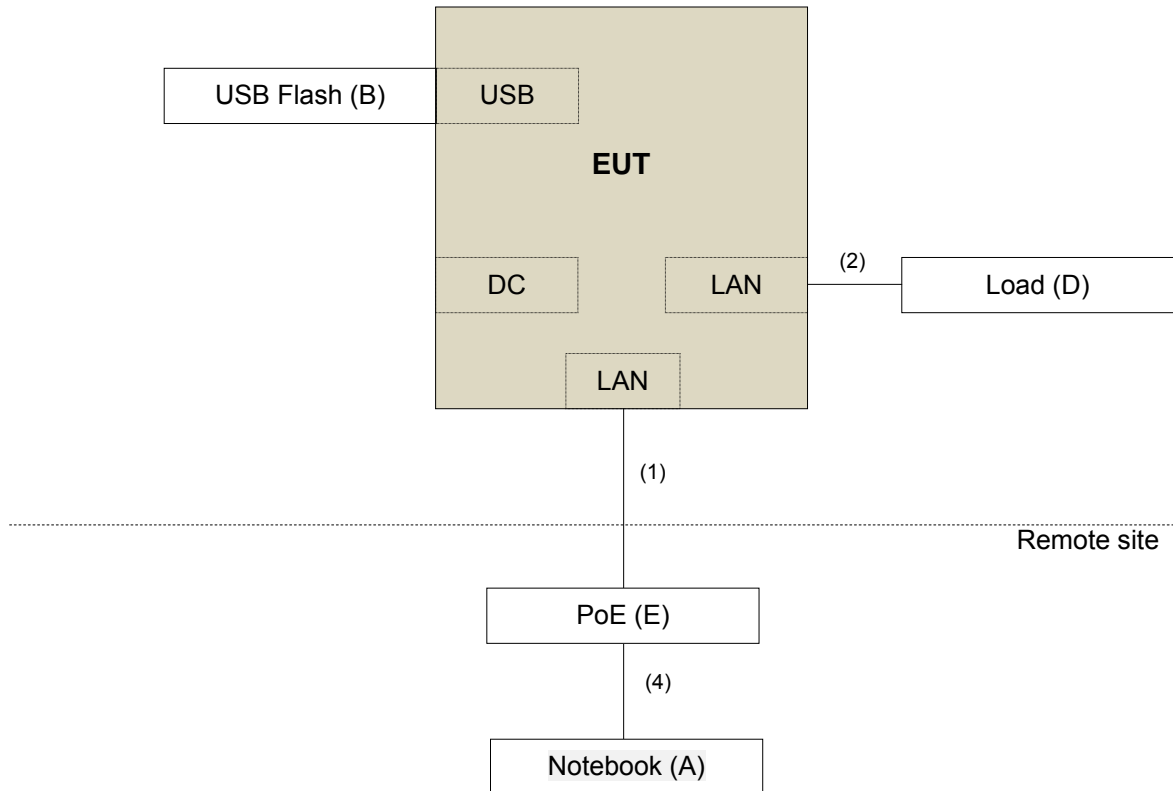 USB Flash (B)
USB
EUT
DC
LAN
(2)
Load (D)
LAN
(1)
Remote site
PoE (E)
(4)
Notebook (A)